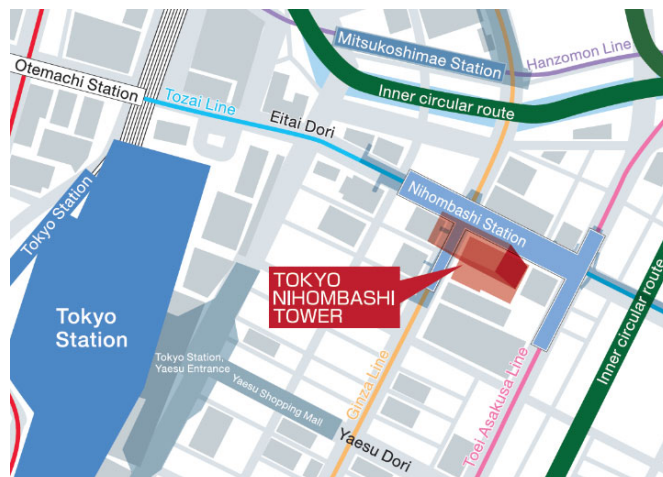 Mitsukoshimae Station
Hanzomon Line
Otemachi Station
Tozai Line
Eitai Dori
Inner circular route
Nihombashi Station
Tokyo Station
TOKYO
NIHOMBASHI
TOWER
Tokyo
Station
Tokyo Station,
Yaesu Entrance
Yaesu Shopping Mall
Yaesu Dori
Ginza Line
Toei Asakusa Line
Inner circular route